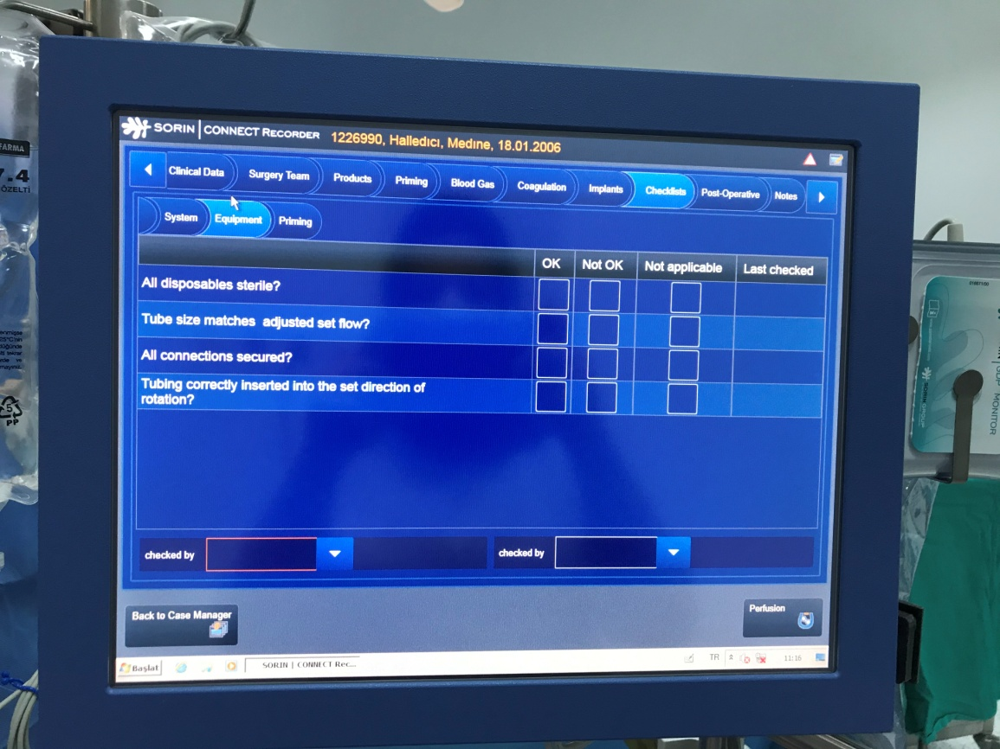 SORIN | CONNECT RECORDER 1226990, Halledıcı, Medıne, 18.01.2006
Clinical Data Surgery Team Products Priming Blood Gas Coagulation Implants Checklists Post-Operative Notes
System Equipment Priming
OK Not OK Not applicable Last checked
All disposables sterile?
Tube size matches adjusted set flow?
All connections secured?
Tubing correctly inserted into the set direction of
rotation?
checked by checked by
Back to Case Manager
Perfusion
Başlat SORIN | CONNECT Rec... TR 11:16
FARMA
7.4
ÖZELTİ
5
PP
MONITOR
SORIN GROUP